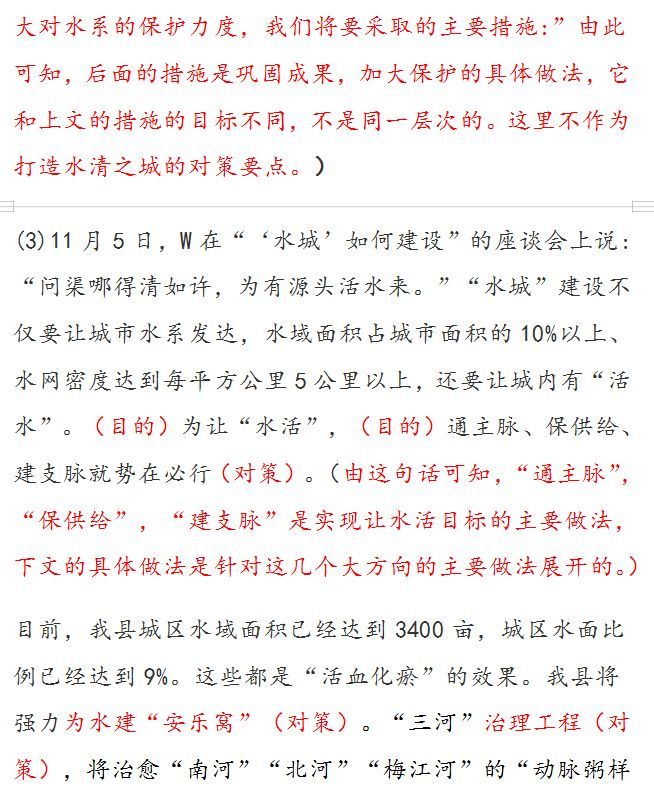 大对水系的保护力度，我们将要采取的主要措施:”由此
可知，后面的措施是巩固成果，加大保护的具体做法，它
和上文的措施的目标不同，不是同一层次的。这里不作为
打造水清之城的对策要点。）
(3)11月5日，W在“‘水城’如何建设”的座谈会上说:
“问渠哪得清如许，为有源头活水来。”“水城”建设不
仅要让城市水系发达，水域面积占城市面积的10%以上、
水网密度达到每平方公里5公里以上，还要让城内有“活
水”。（目的）为让“水活”，（目的）通主脉、保供给、
建支脉就势在必行（对策）。（由这句话可知，“通主脉”，
“保供给”，“建支脉”是实现让水活目标的主要做法，
下文的具体做法是针对这几个大方向的主要做法展开的。）
目前，我县城区水域面积已经达到3400亩，城区水面比
例已经达到9%。这些都是“活血化瘀”的效果。我县将
强力为水建“安乐窝”（对策）。“三河”治理工程（对
策），将治愈“南河”“北河”“梅江河”的“动脉粥样